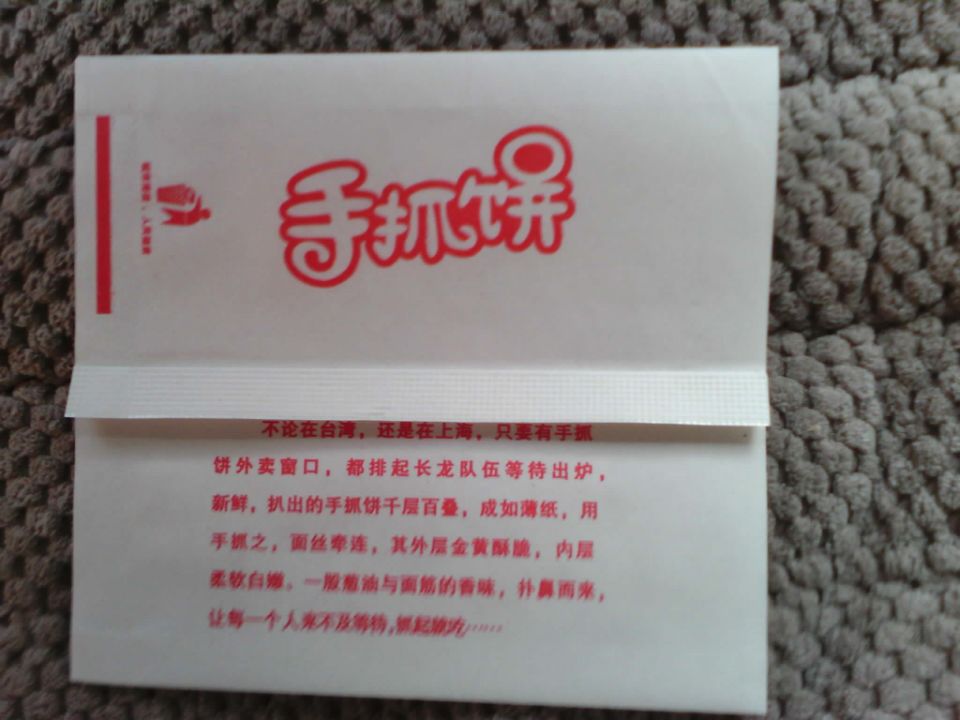 手抓饼
不论在台湾，还是在上海，只要有手抓
饼外卖窗口，都排起长龙队伍等待出炉，
新鲜，扒出的手抓饼千层百叠，成如薄纸，用
手抓之，面丝牵连，其外层金黄酥脆，内层
柔软白嫩。一股葱油与面筋的香味，扑鼻而来，
让每一个人来不及等待，抓起就吃……